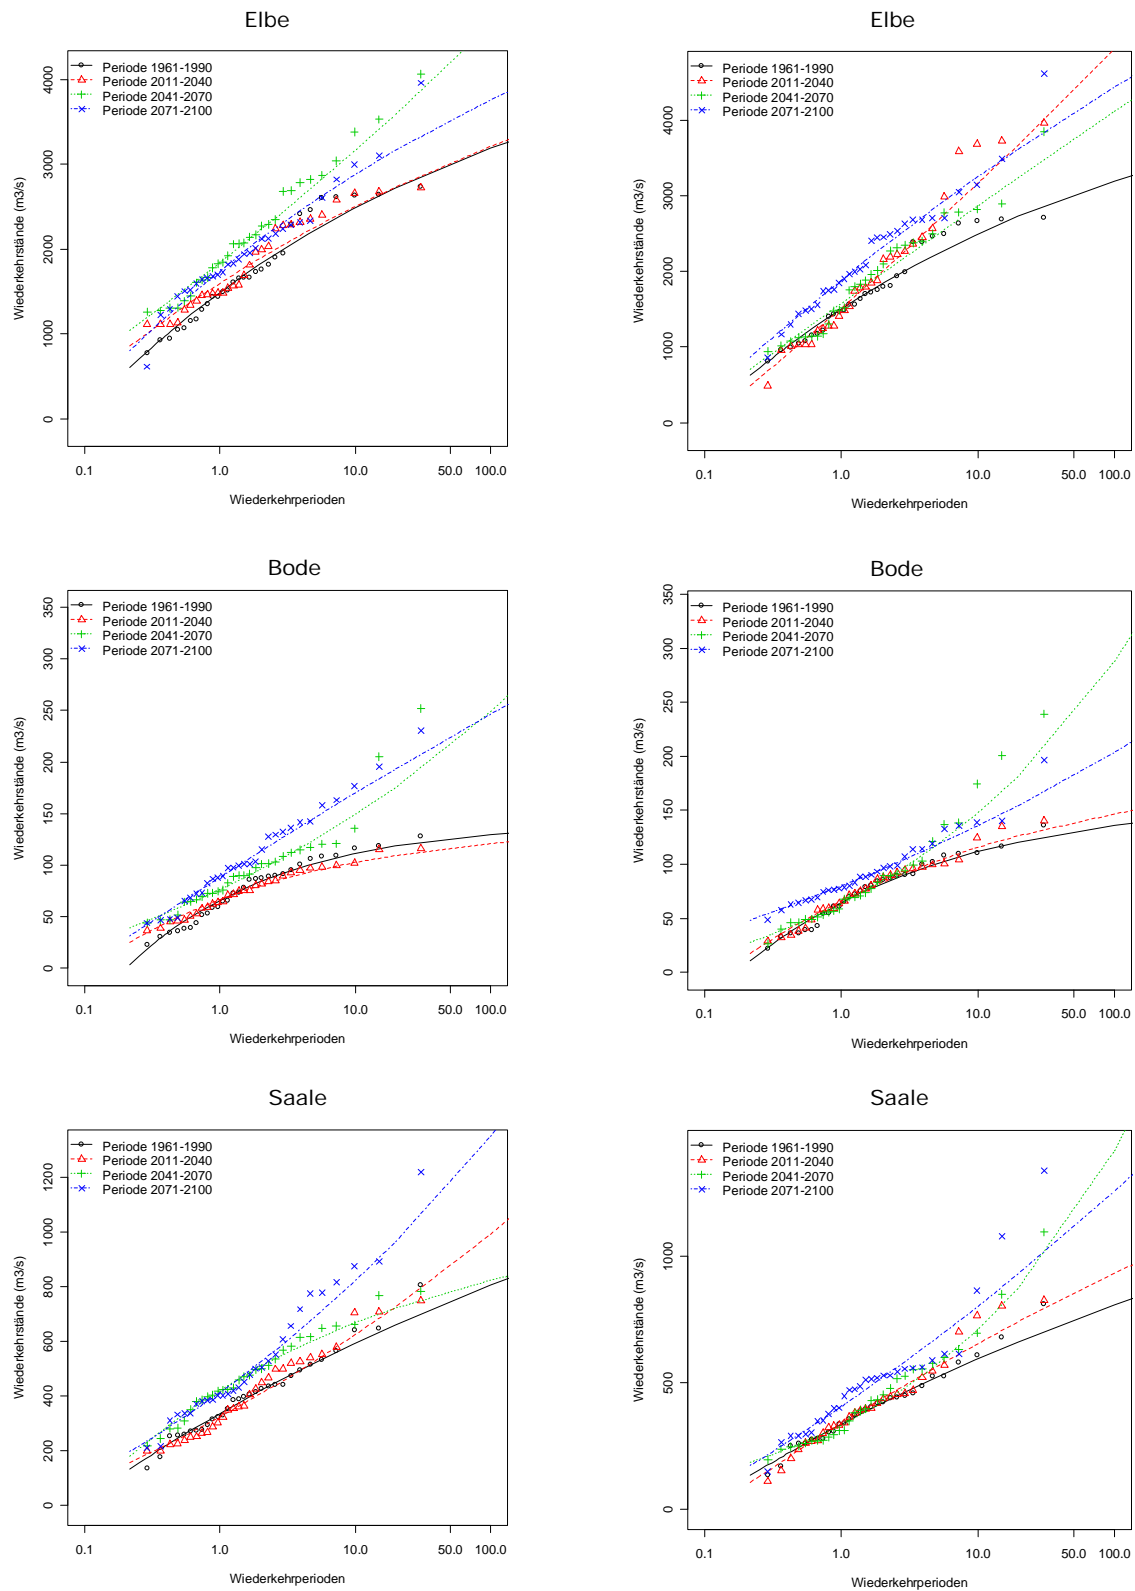 Elbe
Periode 1961-1990
Periode 2011-2040
Periode 2041-2070
Periode 2071-2100
Wiederkehrstände (m3/s)
0 1000 2000 3000 4000
0.1 1.0 10.0 50.0 100.0
Wiederkehrperioden
Elbe
Periode 1961-1990
Periode 2011-2040
Periode 2041-2070
Periode 2071-2100
Wiederkehrstände (m3/s)
0 1000 2000 3000 4000
0.1 1.0 10.0 50.0 100.0
Wiederkehrperioden
Bode
Periode 1961-1990
Periode 2011-2040
Periode 2041-2070
Periode 2071-2100
Wiederkehrstände (m3/s)
0 50 100 150 200 250 300 350
0.1 1.0 10.0 50.0 100.0
Wiederkehrperioden
Bode
Periode 1961-1990
Periode 2011-2040
Periode 2041-2070
Periode 2071-2100
Wiederkehrstände (m3/s)
0 50 100 150 200 250 300 350
0.1 1.0 10.0 50.0 100.0
Wiederkehrperioden
Saale
Periode 1961-1990
Periode 2011-2040
Periode 2041-2070
Periode 2071-2100
Wiederkehrstände (m3/s)
0 200 400 600 800 1000 1200
0.1 1.0 10.0 50.0 100.0
Wiederkehrperioden
Saale
Periode 1961-1990
Periode 2011-2040
Periode 2041-2070
Periode 2071-2100
Wiederkehrstände (m3/s)
0 500 1000
0.1 1.0 10.0 50.0 100.0
Wiederkehrperioden